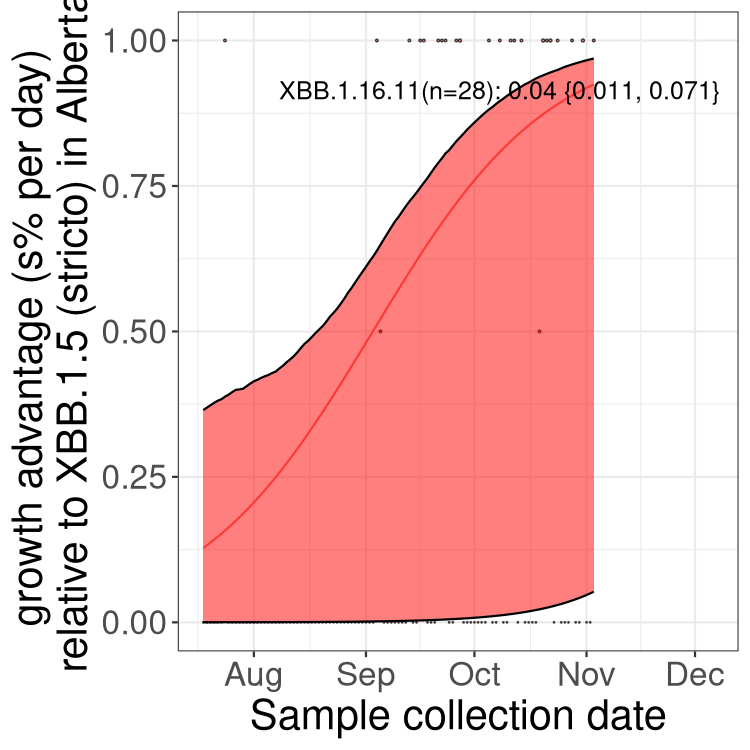 growth advantage (s% per day)
relative to XBB.1.5 (stricto) in Alberta
1.00
0.75
0.50
0.25
0.00
XBB.1.16.11(n=28): 0.04 {0.011, 0.071}
Aug Sep Oct Nov Dec
Sample collection date